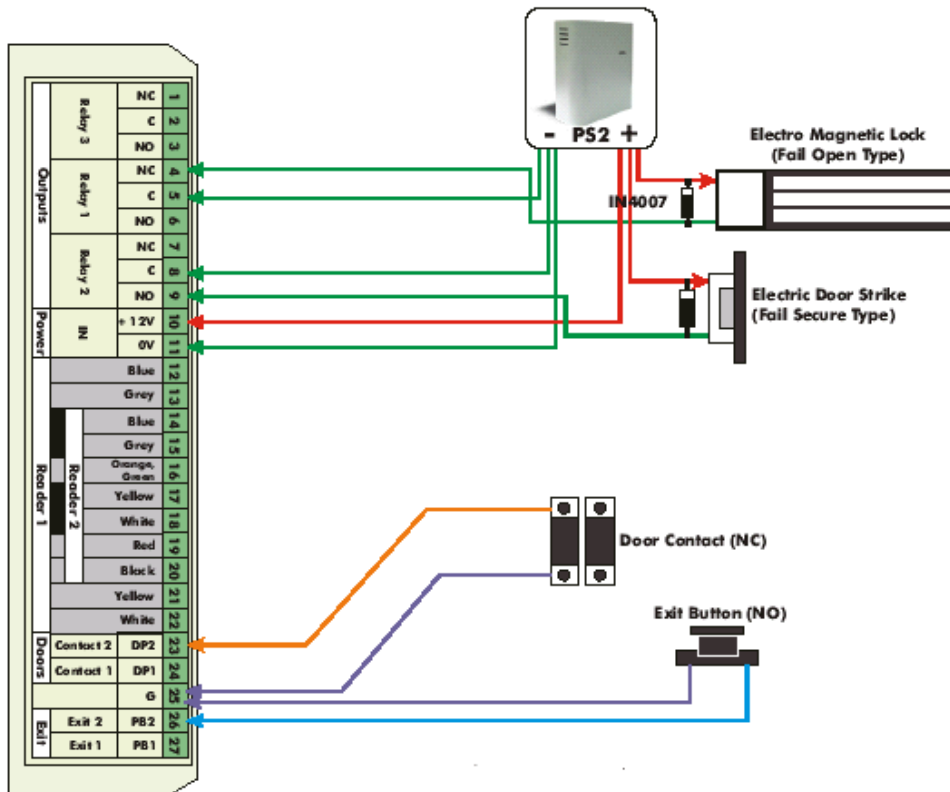 - PS2 +
Electro Magnetic Lock
(Fail Open Type)
IN4007
Electric Door Strike
(Fail Secure Type)
Door Contact (NC)
Exit Button (NO)
Outputs
Relay 3
NC 1
C 2
NO 3
Relay 1
NC 4
C 5
NO 6
Relay 2
NC 7
C 8
NO 9
Power
IN
+ 12V 10
0V 11
Reader 1
Reader 2
Blue 12
Grey 13
Blue 14
Grey 15
Orange,
Green 16
Yellow 17
White 18
Red 19
Black 20
Yellow 21
White 22
Doors
Contact 2 DP2 23
Contact 1 DP1 24
G 25
Exit
Exit 2 PB2 26
Exit 1 PB1 27